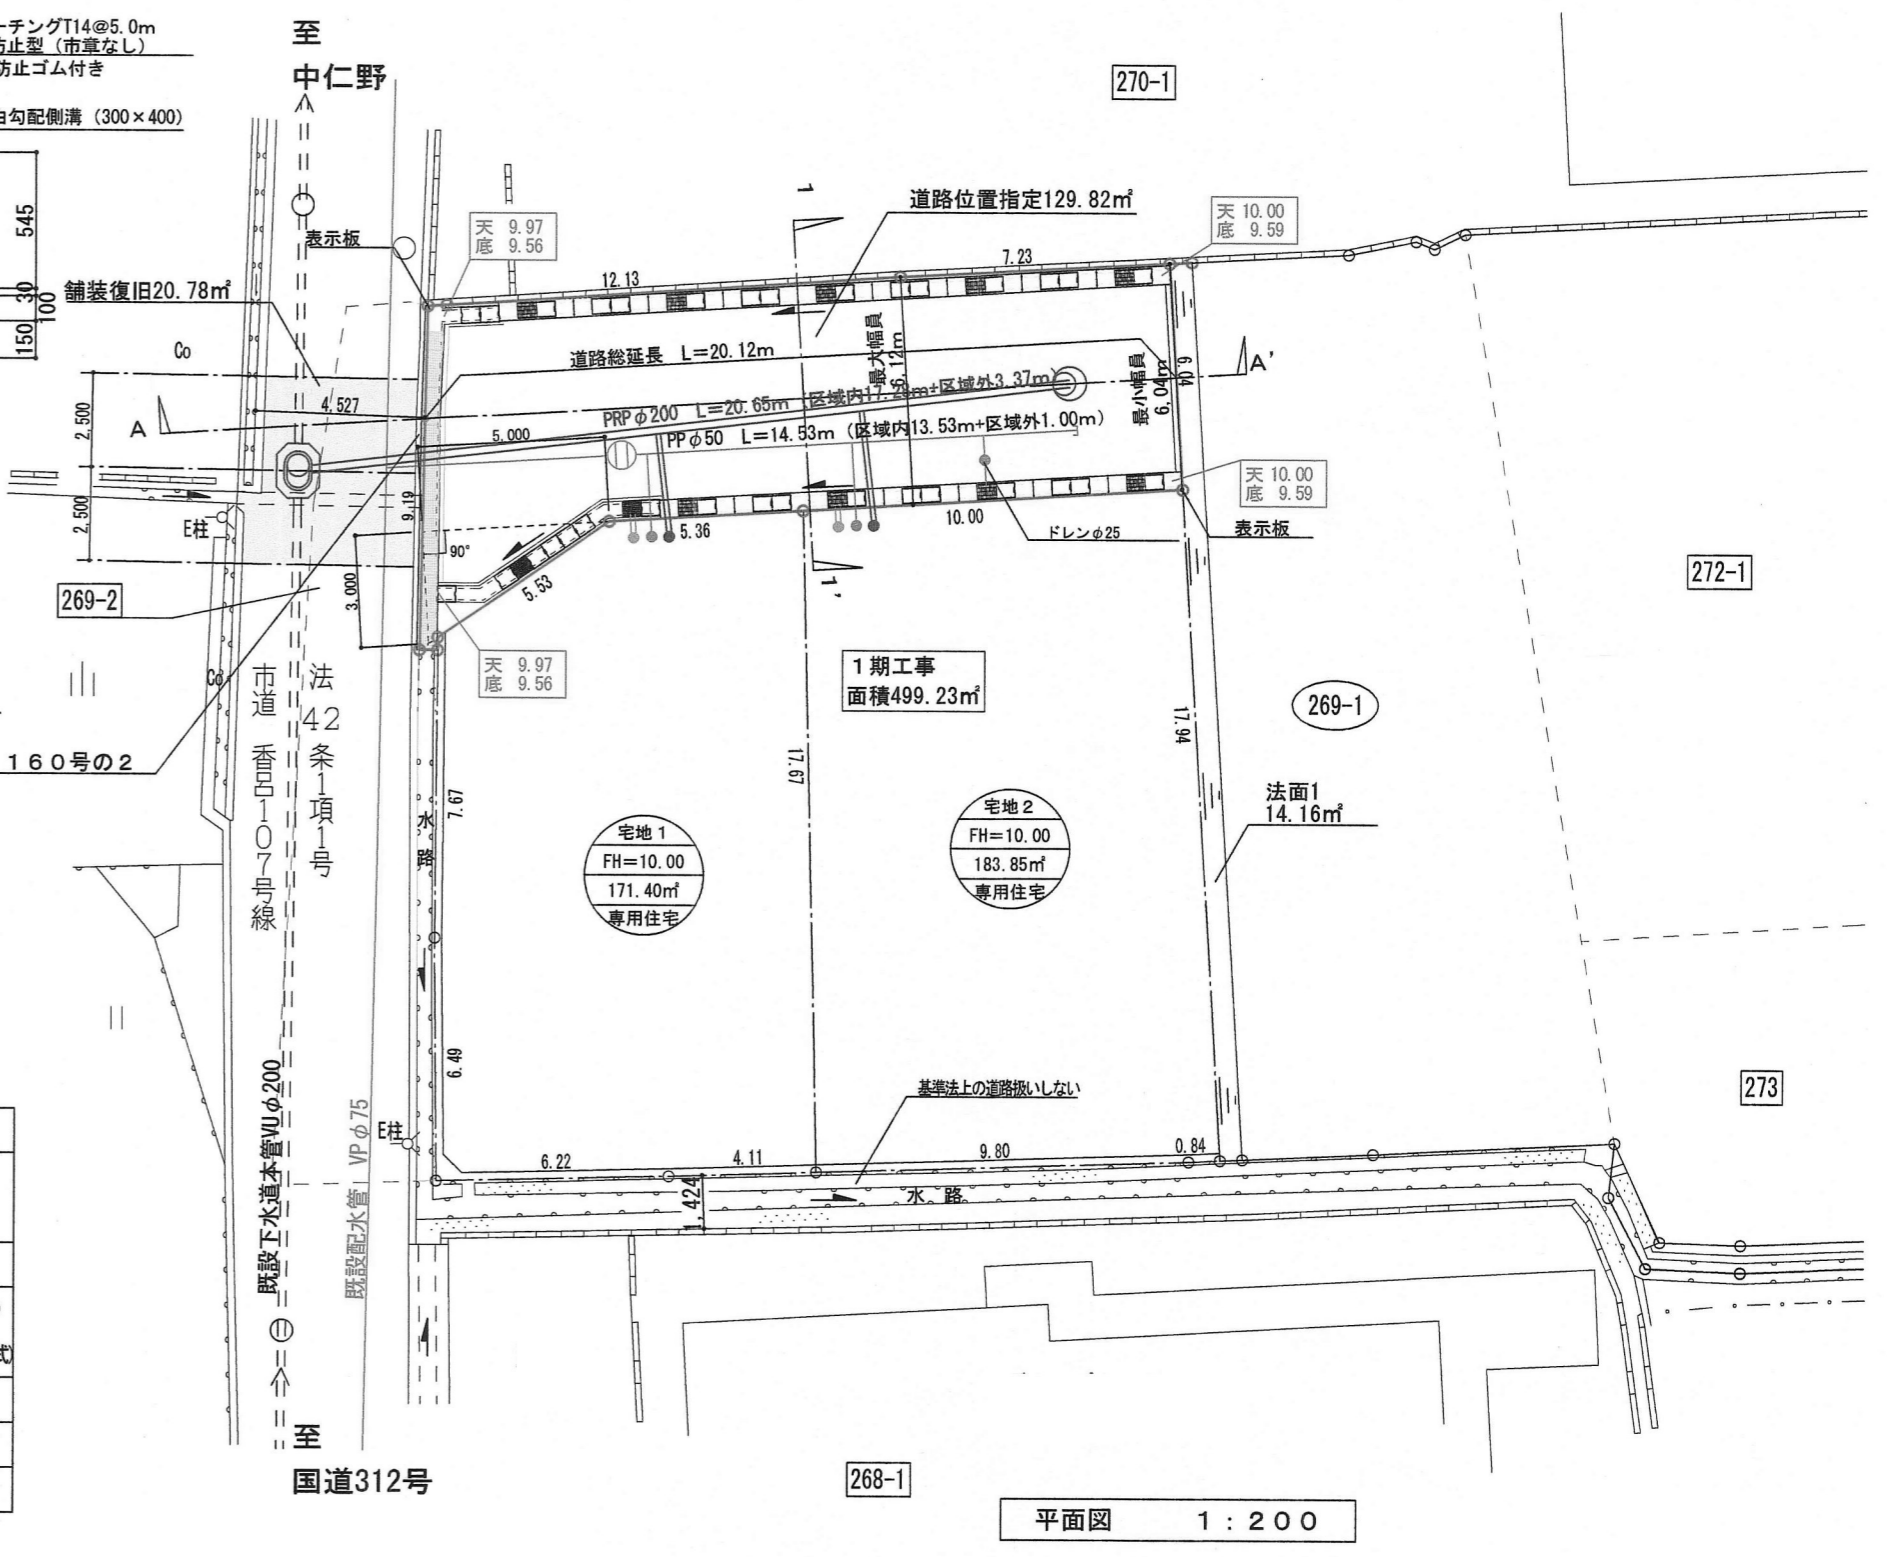 ーチングT14@5.0m
防止型（市章なし）
防止ゴム付き
由勾配側溝（300×400）
545
30
100
150
至
中仁野
270-1
道路位置指定129.82㎡
天 9.97
底 9.56
天 10.00
底 9.59
表示板
舗装復旧20.78㎡
12.13
7.23
1
Co
道路総延長 L=20.12m
最大幅員
6.12m
最小幅員
6.04m
6.04
A
A'
4.527
2,500
2,500
5,000
PRPφ200 L=20.65m（区域内17.28m+区域外3.37m）
PPφ50 L=14.53m（区域内13.53m+区域外1.00m）
9.19
天 10.00
底 9.59
E柱
90°
3,000
5.36
10.00
ドレンφ25
表示板
5.53
1'
269-2
272-1
天 9.97
底 9.56
1期工事
面積499.23㎡
269-1
Co
市道 香呂107号線
法42条1項1号
160号の2
水路
7.67
17.67
17.94
法面1
14.16㎡
宅地1
FH=10.00
171.40㎡
専用住宅
宅地2
FH=10.00
183.85㎡
専用住宅
6.49
基準法上の道路扱いしない
273
既設下水道本管VUφ200
既設配水管 VPφ75
E柱
6.22
4.11
9.80
0.84
1,424
水路
式
至
国道312号
268-1
平面図 1:200